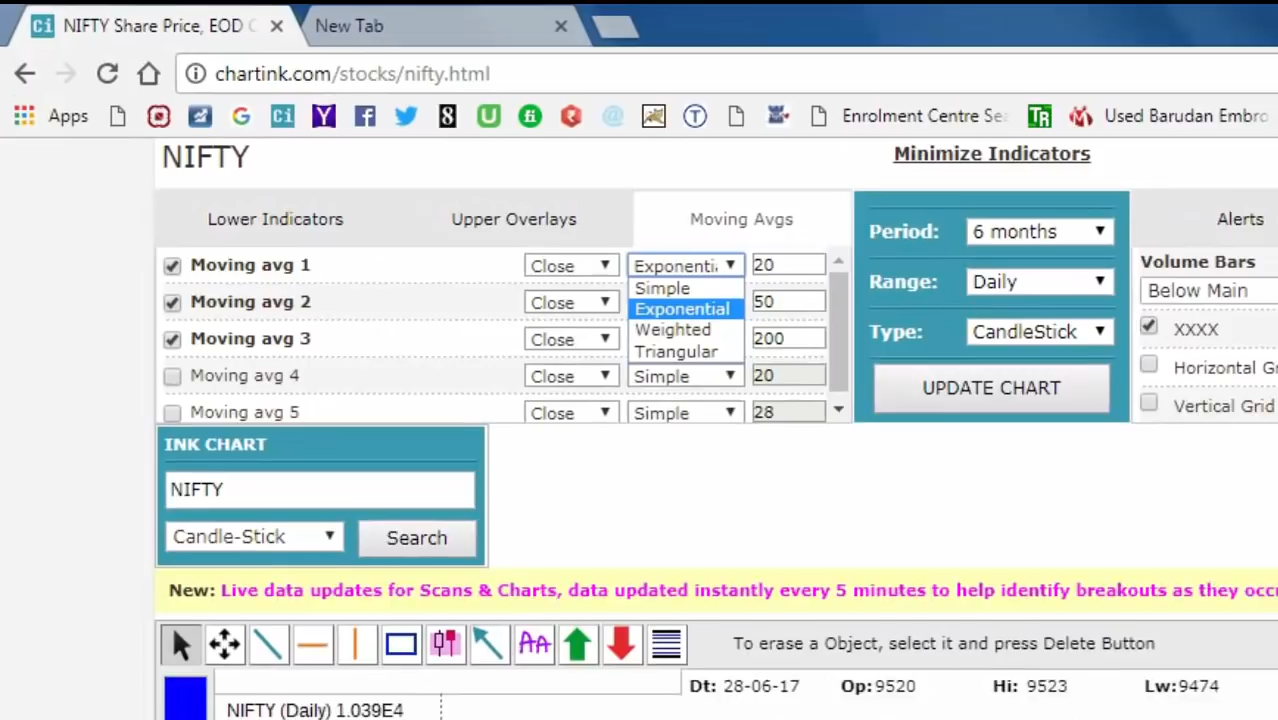 NIFTY Share Price, EOD
New Tab
chartink.com/stocks/nifty.html
Apps
Enrolment Centre
Used Barudan Embro
NIFTY
Minimize Indicators
Lower Indicators
Upper Overlays
Moving Avgs
Alerts
Period:
6 months
Range:
Daily
Type:
CandleStick
UPDATE CHART
Moving avg 1
Close
Exponentia
20
Simple
Exponential
Weighted
Triangular
Moving avg 2
Close
50
Moving avg 3
Close
200
Moving avg 4
Close
Simple
20
Moving avg 5
Close
Simple
28
Volume Bars
Below Main
XXXX
Horizontal
Vertical Grid
INK CHART
NIFTY
Candle-Stick
Search
New: Live data updates for Scans & Charts, data updated instantly every 5 minutes to help identify breakouts as they
To erase a Object, select it and press Delete Button
Dt: 28-06-17 Op:9520 Hi: 9523 Lw:9474
NIFTY (Daily) 1.039E4